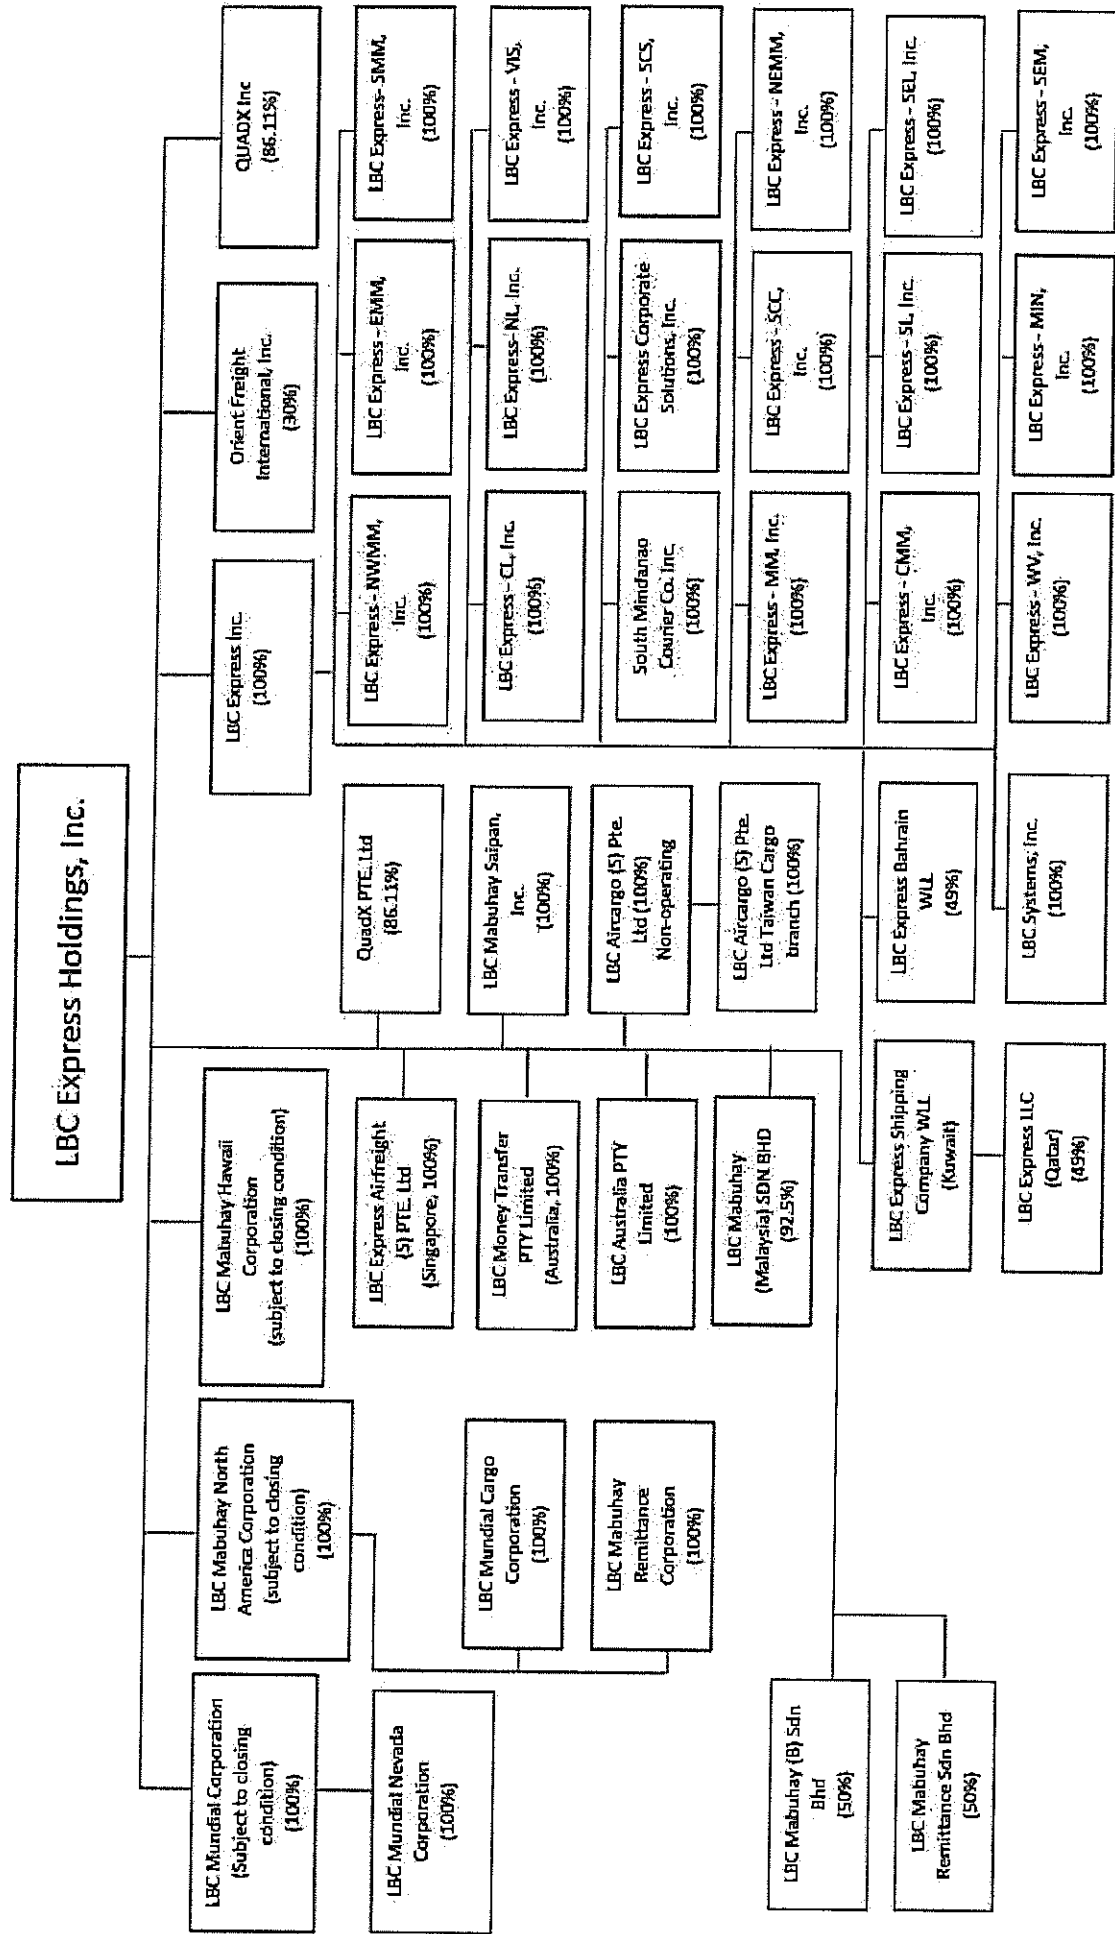 LBC Express Holdings, Inc.
LBC Mundial Corporation
(Subject to closing
condition)
(100%)
LBC Mabuhay North
America Corporation
(subject to closing
condition)
(100%)
LBC Mabuhay Hawaii
Corporation
(subject to closing condition)
(100%)
LBC Express Inc.
(100%)
Orient Freight
International, Inc.
(30%)
QUADX Inc
(86.11%)
LBC Mundial Nevada
Corporation
(100%)
LBC Mundial Cargo
Corporation
(100%)
LBC Mabuhay
Remittance
Corporation
(100%)
LBC Express Airfreight
(S) PTE. Ltd
(Singapore, 100%)
QuadX PTE.Ltd
(86.11%)
LBC Money Transfer
PTY Limited
(Australia, 100%)
LBC Mabuhay Saipan,
Inc.
(100%)
LBC Australia PTY
Limited
(100%)
LBC Aircargo (S) Pte.
Ltd (100%)
Non-operating
LBC Mabuhay
(Malaysia) SDN BHD
(92.5%)
LBC Aircargo (S) Pte.
Ltd Taiwan Cargo
branch (100%)
LBC Mabuhay (B) Sdn
Bhd
(50%)
LBC Mabuhay
Remittance Sdn Bhd
(50%)
LBC Express- NWMM,
Inc.
(100%)
LBC Express - EMM,
Inc.
(100%)
LBC Express- SMM,
Inc.
(100%)
LBC Express - CL, Inc.
(100%)
LBC Express- NL, Inc.
(100%)
LBC Express - VIS,
Inc.
(100%)
South Mindanao
Courier Co. Inc.
(100%)
LBC Express Corporate
Solutions, Inc.
(100%)
LBC Express - SCS,
Inc.
(100%)
LBC Express - MM, Inc.
(100%)
LBC Express - SCC,
Inc.
(100%)
LBC Express - NEMM,
Inc.
(100%)
LBC Express Shipping
Company WLL
(Kuwait)
LBC Express Bahrain
WLL
(49%)
LBC Express - CMM,
Inc.
(100%)
LBC Express - SL, Inc.
(100%)
LBC Express - SEL, Inc.
(100%)
LBC Express LLC
(Qatar)
(49%)
LBC Systems, Inc.
(100%)
LBC Express - WV, Inc.
(100%)
LBC Express - MIN,
Inc.
(100%)
LBC Express - SEM,
Inc.
(100%)